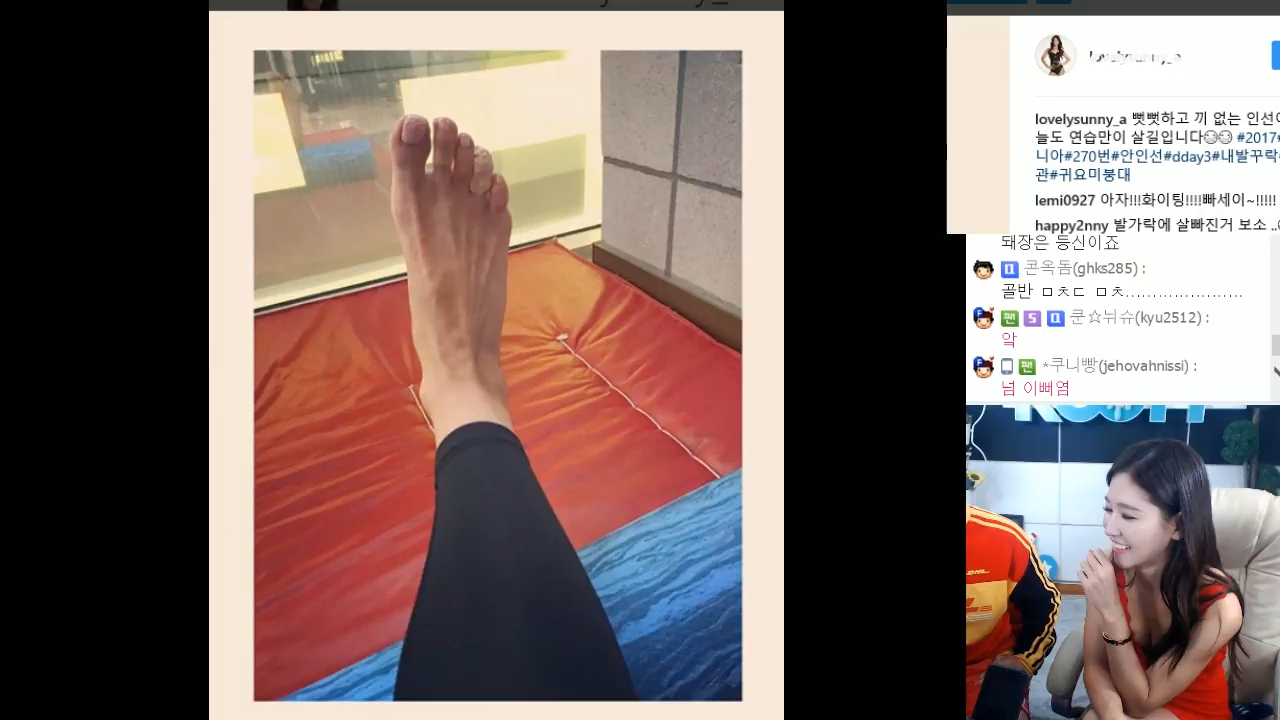 lovelysunny_a
lovelysunny_a 뻣뻣하고 끼 없는 인선이
늘도 연습만이 살길입니다 #2017
니아#270번#안인선#dday3#내발꾸락
관#귀요미붕대
lemi0927 아자!!!화이팅!!!!빠세이~!!!!!
happy2nny 발가락에 살빠진거 보소 ..
돼장은 등신이죠
콘옥돔(ghks285) :
골반 ㅁㅊㄷ ㅁㅊ......................
팬 S 쿤☆뉘슈(kyu2512) :
앜
팬 *쿠니빵(jehovahnissi) :
넘 이뻐염